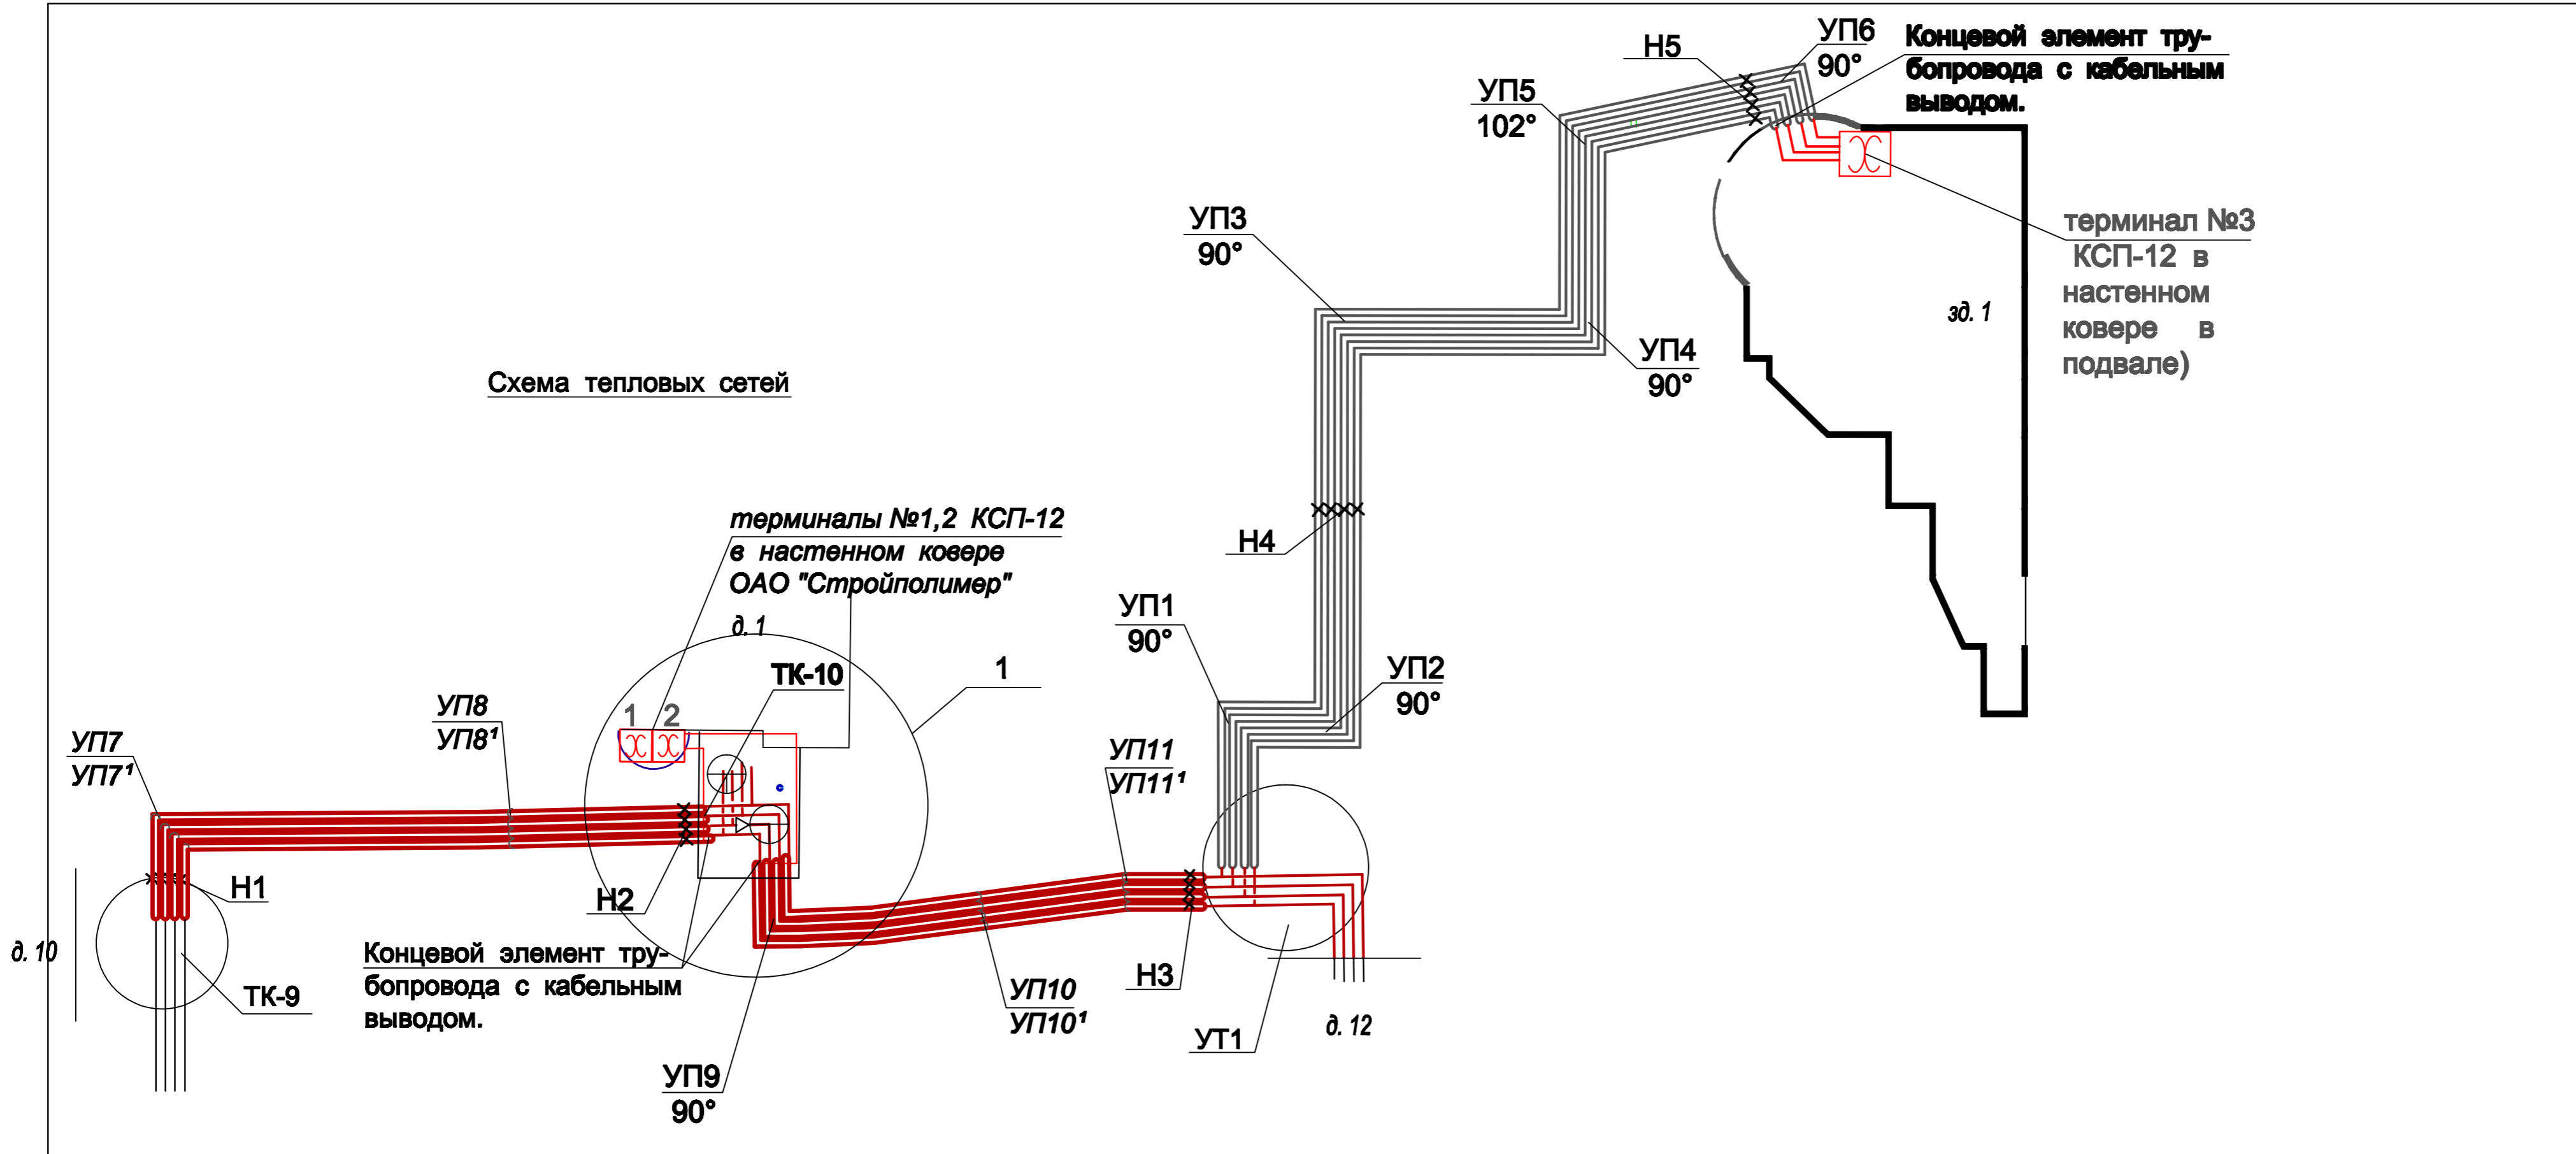 УП6
90°
Концевой элемент тру-
бопровода с кабельным
выводом.
Н5
УП5
102°
УП3
90°
терминал №3
КСП-12 в
настенном
ковере в
подвале)
зд. 1
УП4
90°
Схема тепловых сетей
терминалы №1,2 КСП-12
в настенном ковере
ОАО "Стройполимер"
Н4
д. 1
УП1
90°
ТК-10
1
УП2
90°
УП8
УП8¹
1 2
УП7
УП7¹
УП11
УП11¹
Н1
Н2
д. 10
Концевой элемент тру-
бопровода с кабельным
выводом.
ТК-9
Н3
УП10
УП10¹
УТ1
д. 12
УП9
90°